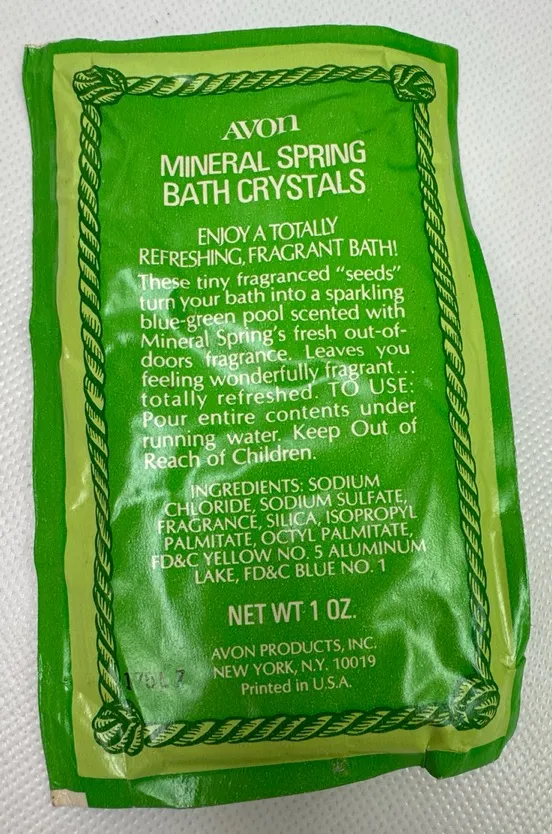 AVON
MINERAL SPRING
BATH CRYSTALS
ENJOY A TOTALLY
REFRESHING, FRAGRANT BATH!
These tiny fragranced "seeds"
turn your bath into a sparkling
blue-green pool scented with
Mineral Spring's fresh out-of-
doors fragrance. Leaves you
feeling wonderfully fragrant...
totally refreshed. TO USE:
Pour entire contents under
running water. Keep Out of
Reach of Children.
INGREDIENTS: SODIUM
CHLORIDE, SODIUM SULFATE,
FRAGRANCE, SILICA, ISOPROPYL
PALMITATE, OCTYL PALMITATE,
FD&C YELLOW NO. 5 ALUMINUM
LAKE, FD&C BLUE NO. 1
NET WT 1 OZ.
AVON PRODUCTS, INC.
NEW YORK, N.Y. 10019
Printed in U.S.A.